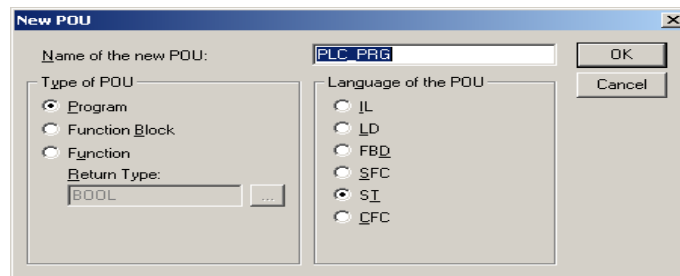 New POU
Name of the new POU:
PLC_PRG
OK
Cancel
Type of POU
Program
Function Block
Function
Return Type:
BOOL
...
Language of the POU
IL
LD
FBD
SFC
ST
CFC